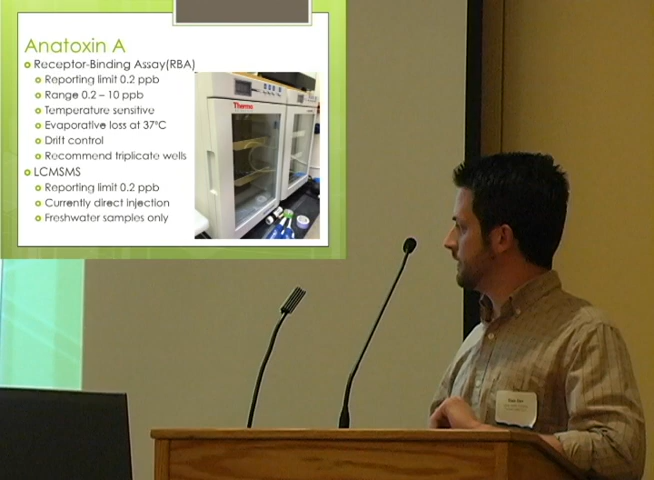 Anatoxin A
Receptor-Binding Assay(RBA)
Reporting limit 0.2 ppb
Range 0.2 – 10 ppb
Temperature sensitive
Evaporative loss at 37°C
Drift control
Recommend triplicate wells
LCMSMS
Reporting limit 0.2 ppb
Currently direct injection
Freshwater samples only
Thermo